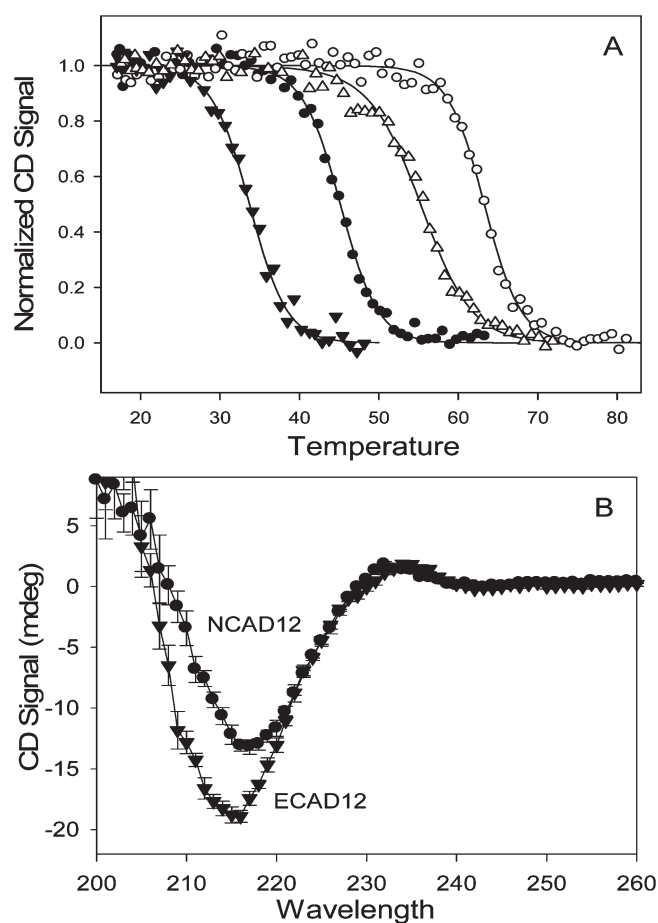 A
Normalized CD Signal
1.0
0.8
0.6
0.4
0.2
0.0
20 30 40 50 60 70 80
Temperature
B
CD Signal (mdeg)
5
0
-5
-10
-15
-20
NCAD12
ECAD12
200 210 220 230 240 250 260
Wavelength